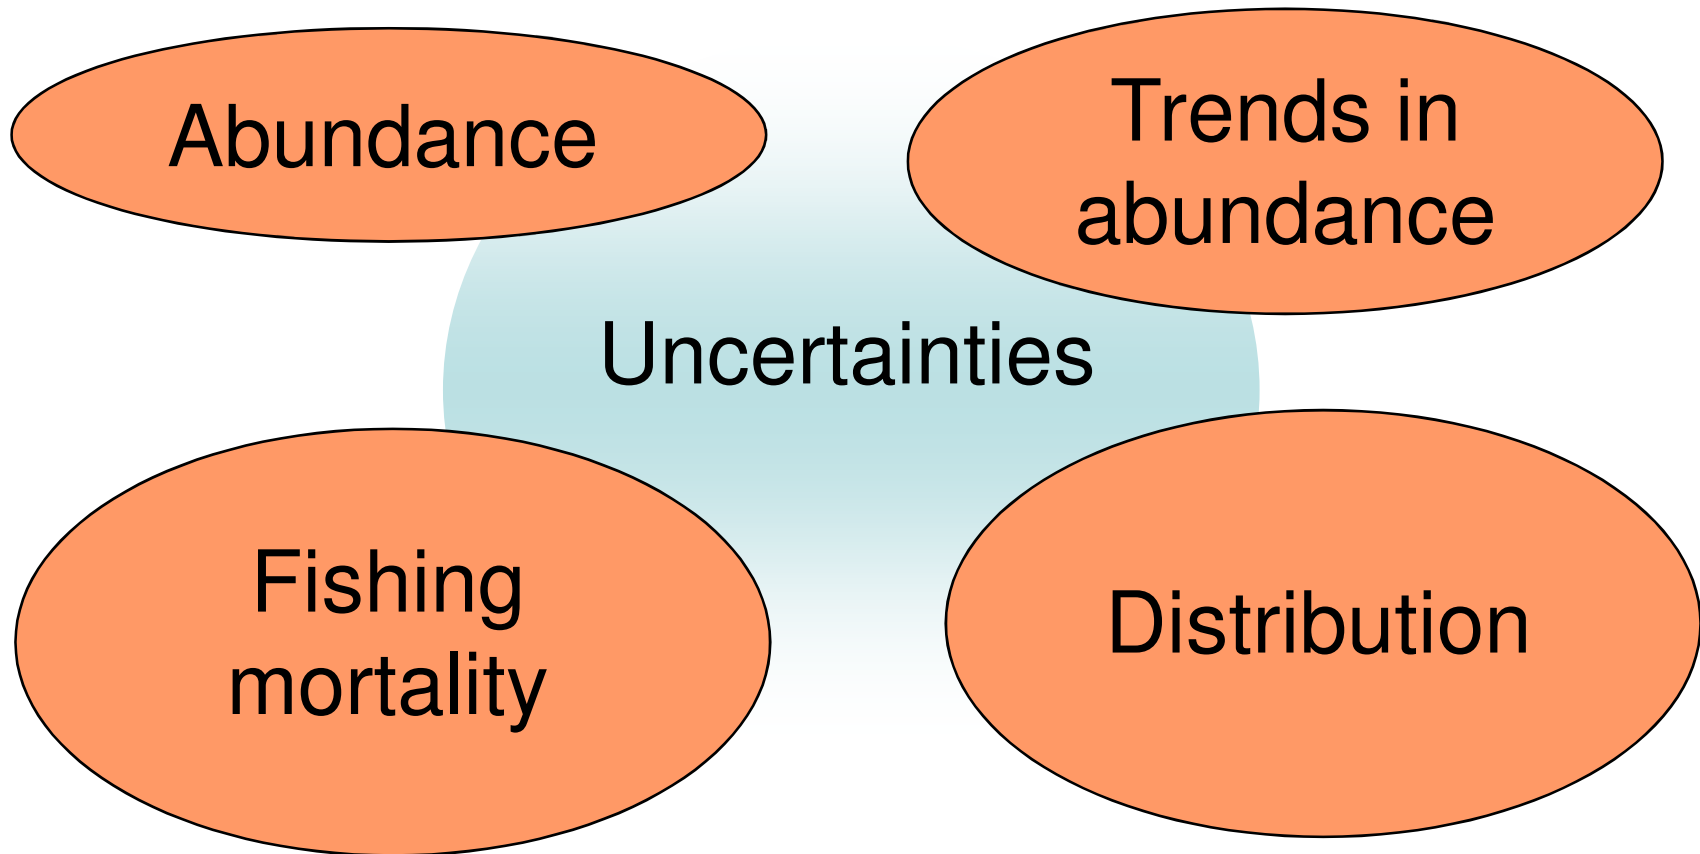 Abundance
Trends in
abundance
Uncertainties
Fishing
mortality
Distribution